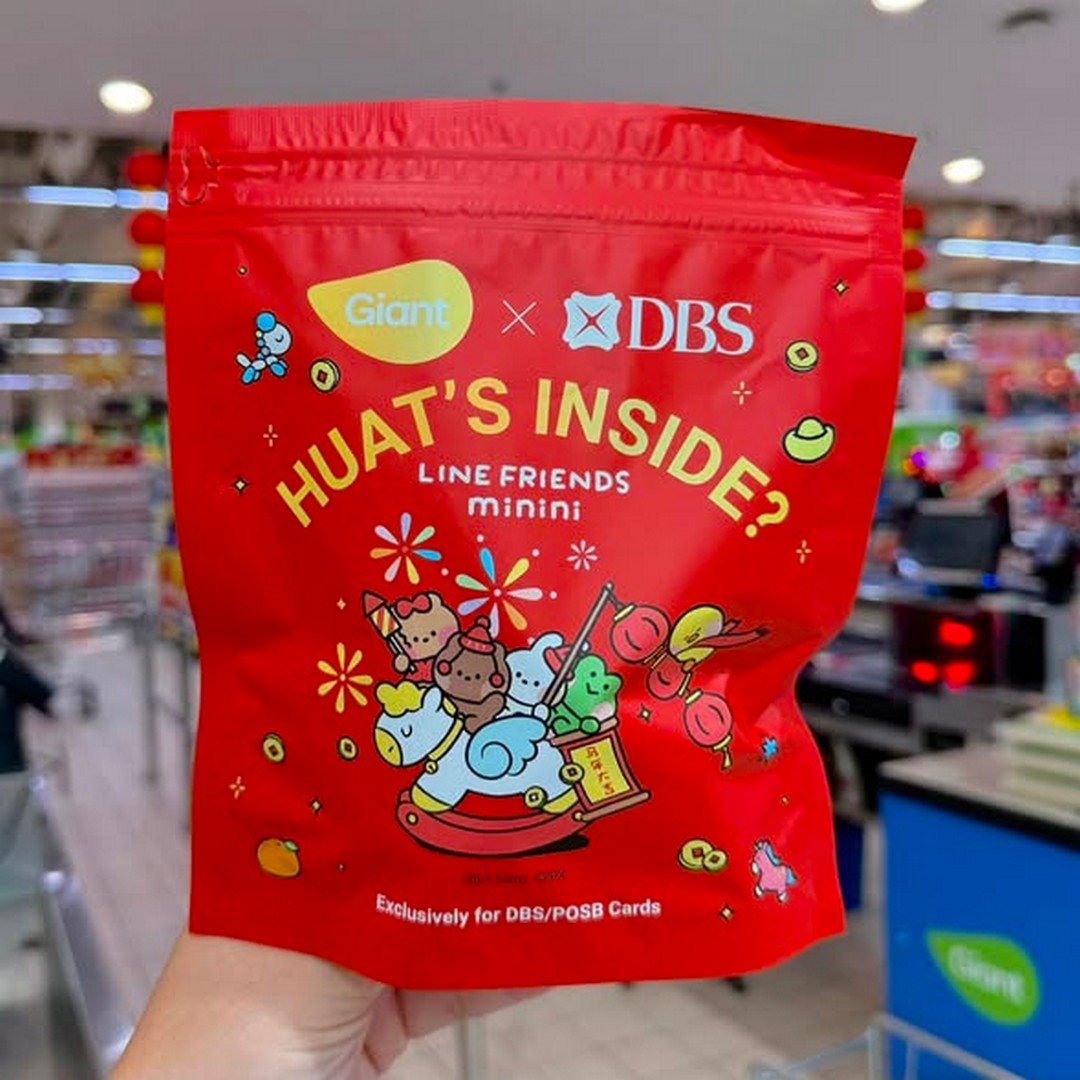 Giant × DBS
HUAT'S INSIDE?
LINE FRIENDS
minini
Exclusively for DBS/POSB Cards
Giant